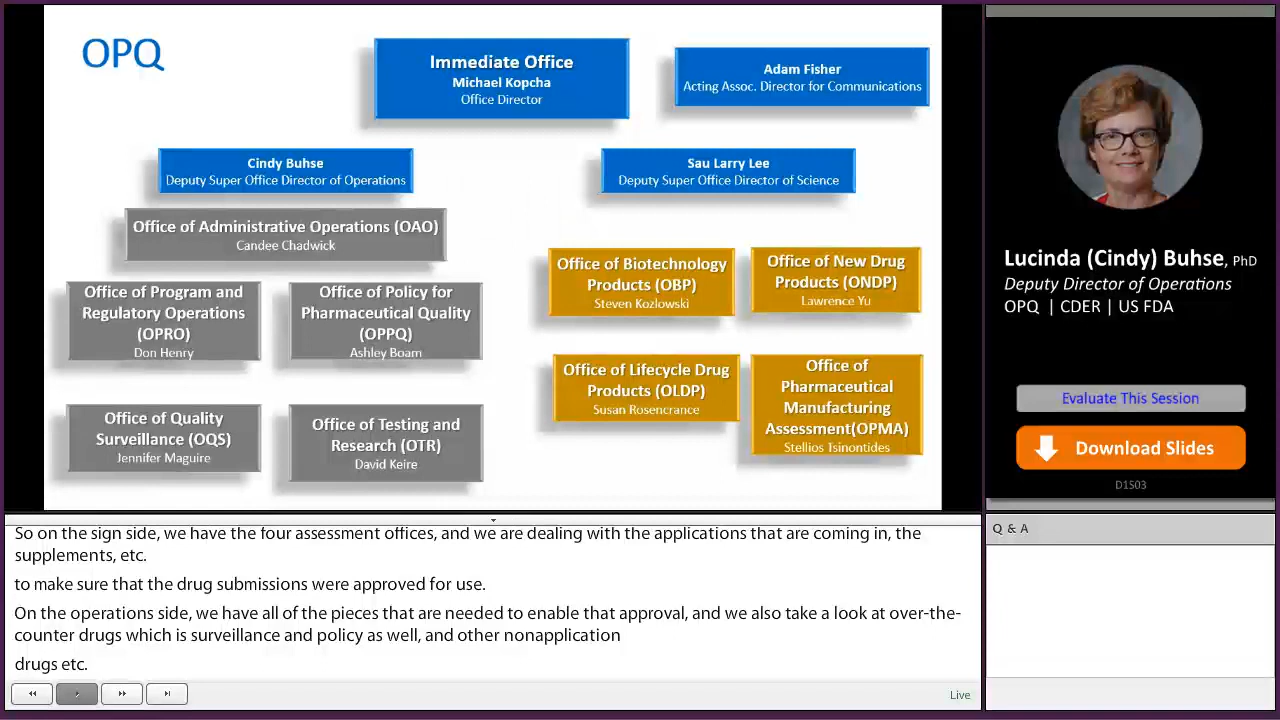 OPQ
Immediate Office
Michael Kopcha
Office Director
Adam Fisher
Acting Assoc. Director for Communications
Cindy Buhse
Deputy Super Office Director of Operations
Sau Larry Lee
Deputy Super Office Director of Science
Office of Administrative Operations (OAO)
Candee Chadwick
Office of Program and
Regulatory Operations
(OPRO)
Don Henry
Office of Policy for
Pharmaceutical Quality
(OPPQ)
Ashley Boam
Office of Quality
Surveillance (OQS)
Jennifer Maguire
Office of Testing and
Research (OTR)
David Keire
Office of Biotechnology
Products (OBP)
Steven Kozlowski
Office of New Drug
Products (ONDP)
Lawrence Yu
Office of Lifecycle Drug
Products (OLDP)
Susan Rosencrance
Office of
Pharmaceutical
Manufacturing
Assessment(OPMA)
Stellios Tsinontides
Lucinda (Cindy) Buhse, PhD
Deputy Director of Operations
OPQ | CDER | US FDA
Evaluate This Session
Download Slides
D1S03
So on the sign side, we have the four assessment offices, and we are dealing with the applications that are coming in, the
supplements, etc.
to make sure that the drug submissions were approved for use.
On the operations side, we have all of the pieces that are needed to enable that approval, and we also take a look at over-the-
counter drugs which is surveillance and policy as well, and other nonapplication
drugs etc.
Live
Q & A